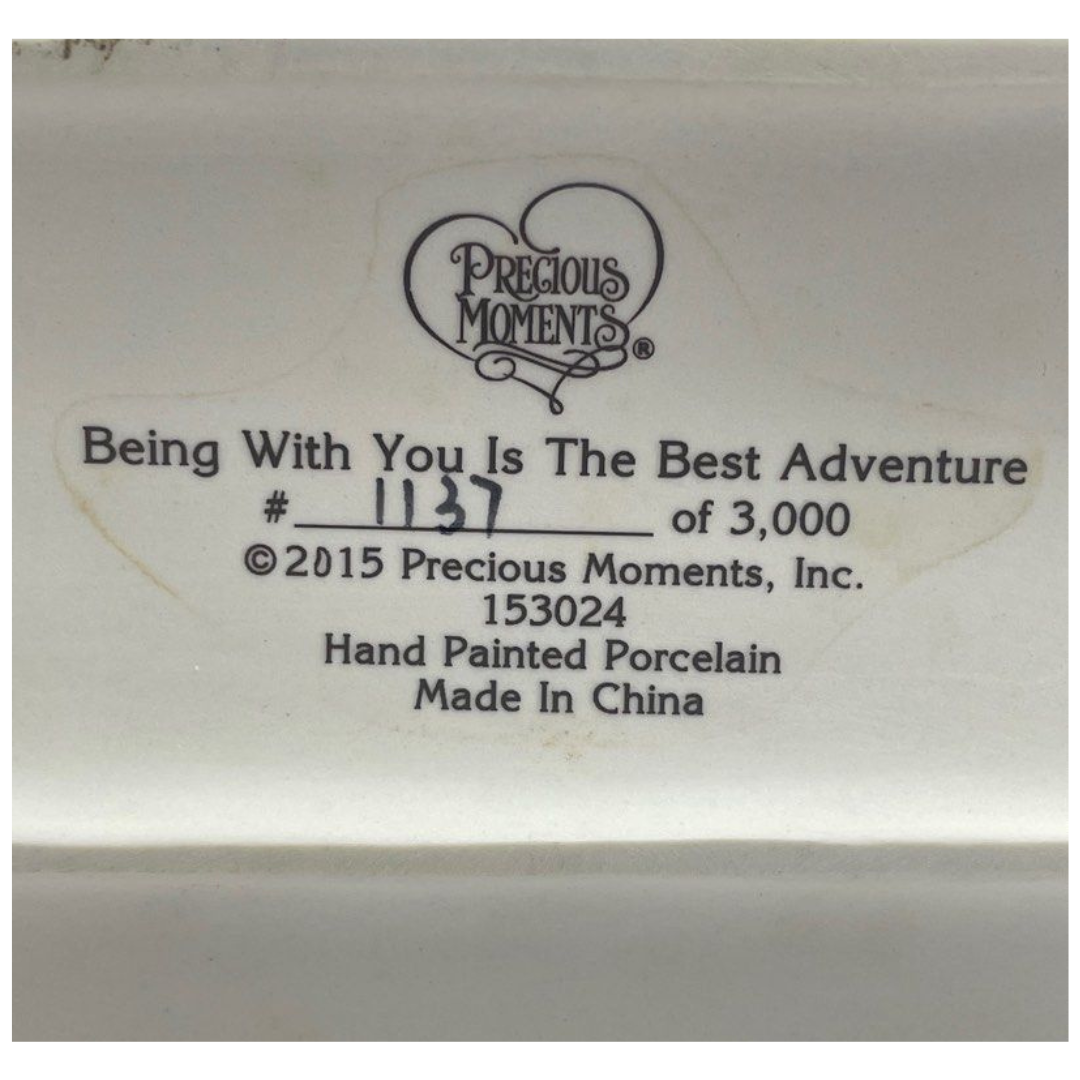 PRECIOUS
MOMENTS®
Being With You Is The Best Adventure
# 1137 of 3,000
©2015 Precious Moments, Inc.
153024
Hand Painted Porcelain
Made In China